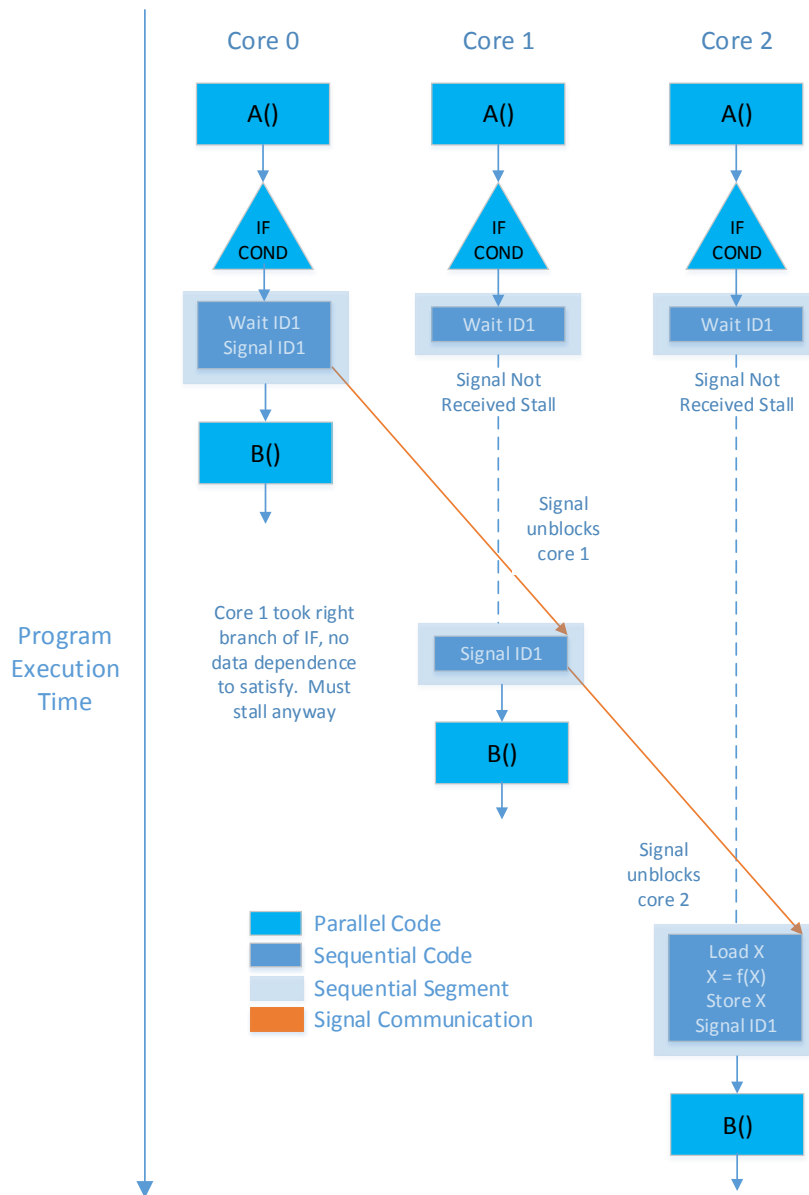 Core 0
Core 1
Core 2
A()
A()
A()
IF
COND
IF
COND
IF
COND
Wait ID1
Signal ID1
Wait ID1
Wait ID1
Signal Not
Received Stall
Signal Not
Received Stall
B()
Signal
unblocks
core 1
Program
Execution
Time
Core 1 took right
branch of IF, no
data dependence
to satisfy. Must
stall anyway
Signal ID1
B()
Signal
unblocks
core 2
Parallel Code
Sequential Code
Sequential Segment
Signal Communication
Load X
X = f(X)
Store X
Signal ID1
B()